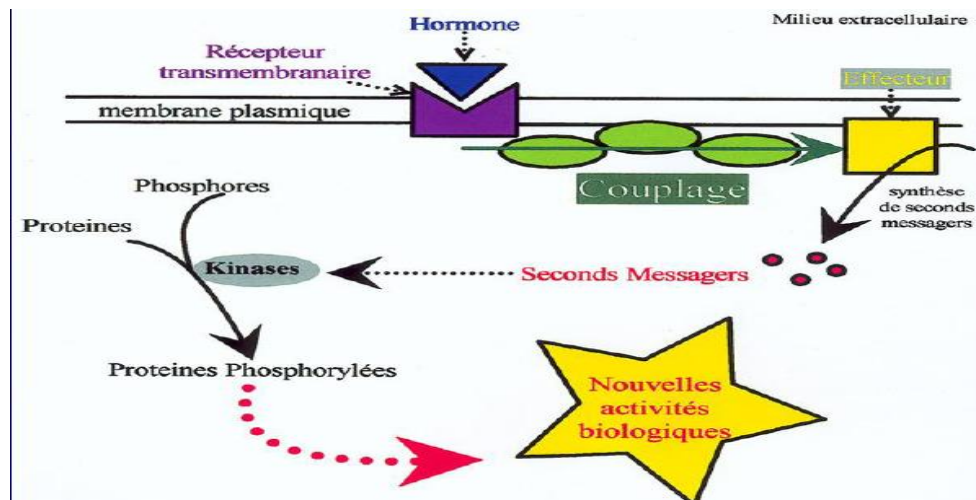 Hormone
Milieu extracellulaire
Récepteur
transmembranaire
Effecteur
membrane plasmique
Couplage
synthèse
de seconds
messagers
Phosphores
Proteines
Kinases
Seconds Messagers
Proteines Phosphorylées
Nouvelles
activités
biologiques